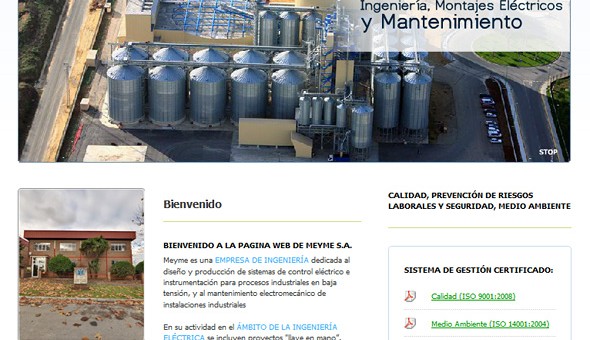 Ingeniería, Montajes Eléctricos
y Mantenimiento
STOP
Bienvenido
BIENVENIDO A LA PAGINA WEB DE MEYME S.A.
Meyme es una EMPRESA DE INGENIERÍA dedicada al
diseño y producción de sistemas de control eléctrico e
instrumentación para procesos industriales en baja
tensión, y al mantenimiento electromecánico de
instalaciones industriales
En su actividad en el ÁMBITO DE LA INGENIERÍA
ELÉCTRICA se incluyen proyectos "llave en mano",
CALIDAD, PREVENCIÓN DE RIESGOS
LABORALES Y SEGURIDAD, MEDIO AMBIENTE
SISTEMA DE GESTIÓN CERTIFICADO:
Calidad (ISO 9001:2008)
Medio Ambiente (ISO 14001:2004)